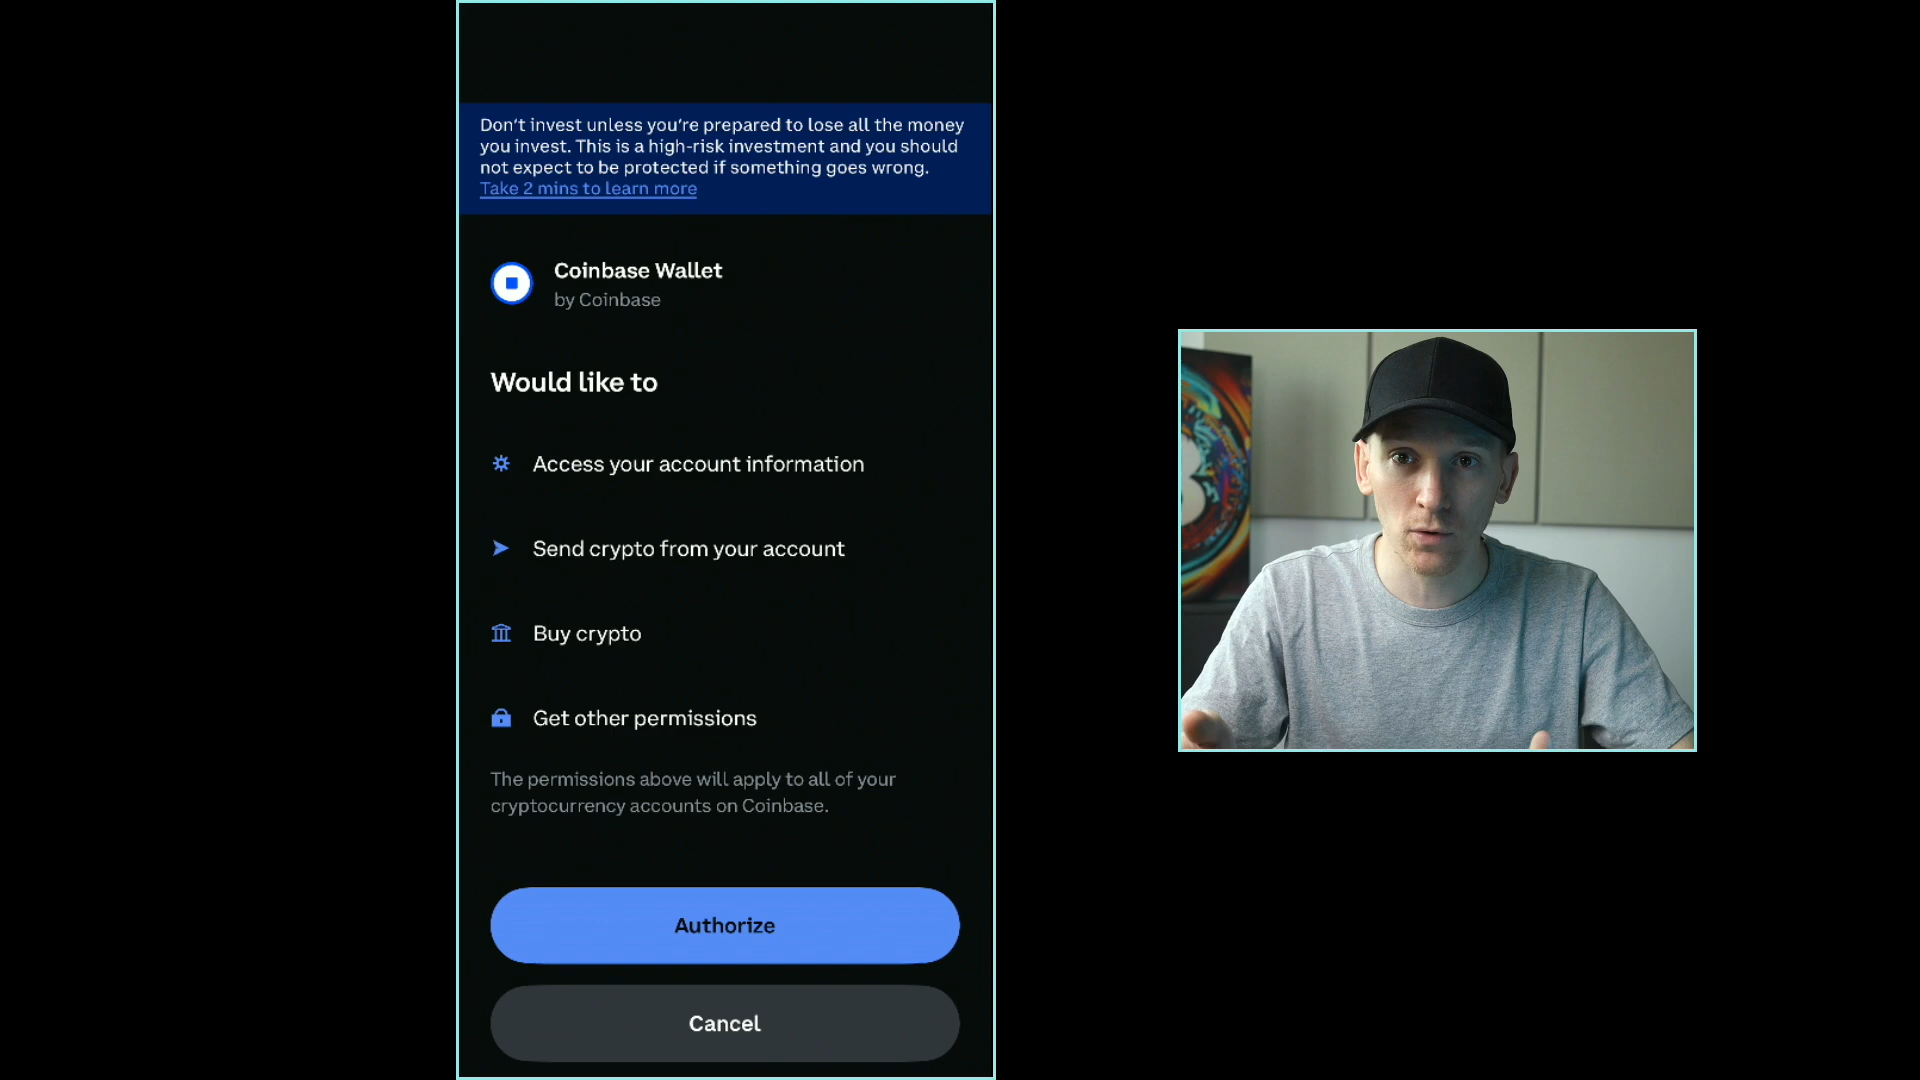 Don't invest unless you're prepared to lose all the money
you invest. This is a high-risk investment and you should
not expect to be protected if something goes wrong.
Take 2 mins to learn more
Coinbase Wallet
by Coinbase
Would like to
Access your account information
Send crypto from your account
Buy crypto
Get other permissions
The permissions above will apply to all of your
cryptocurrency accounts on Coinbase.
Authorize
Cancel